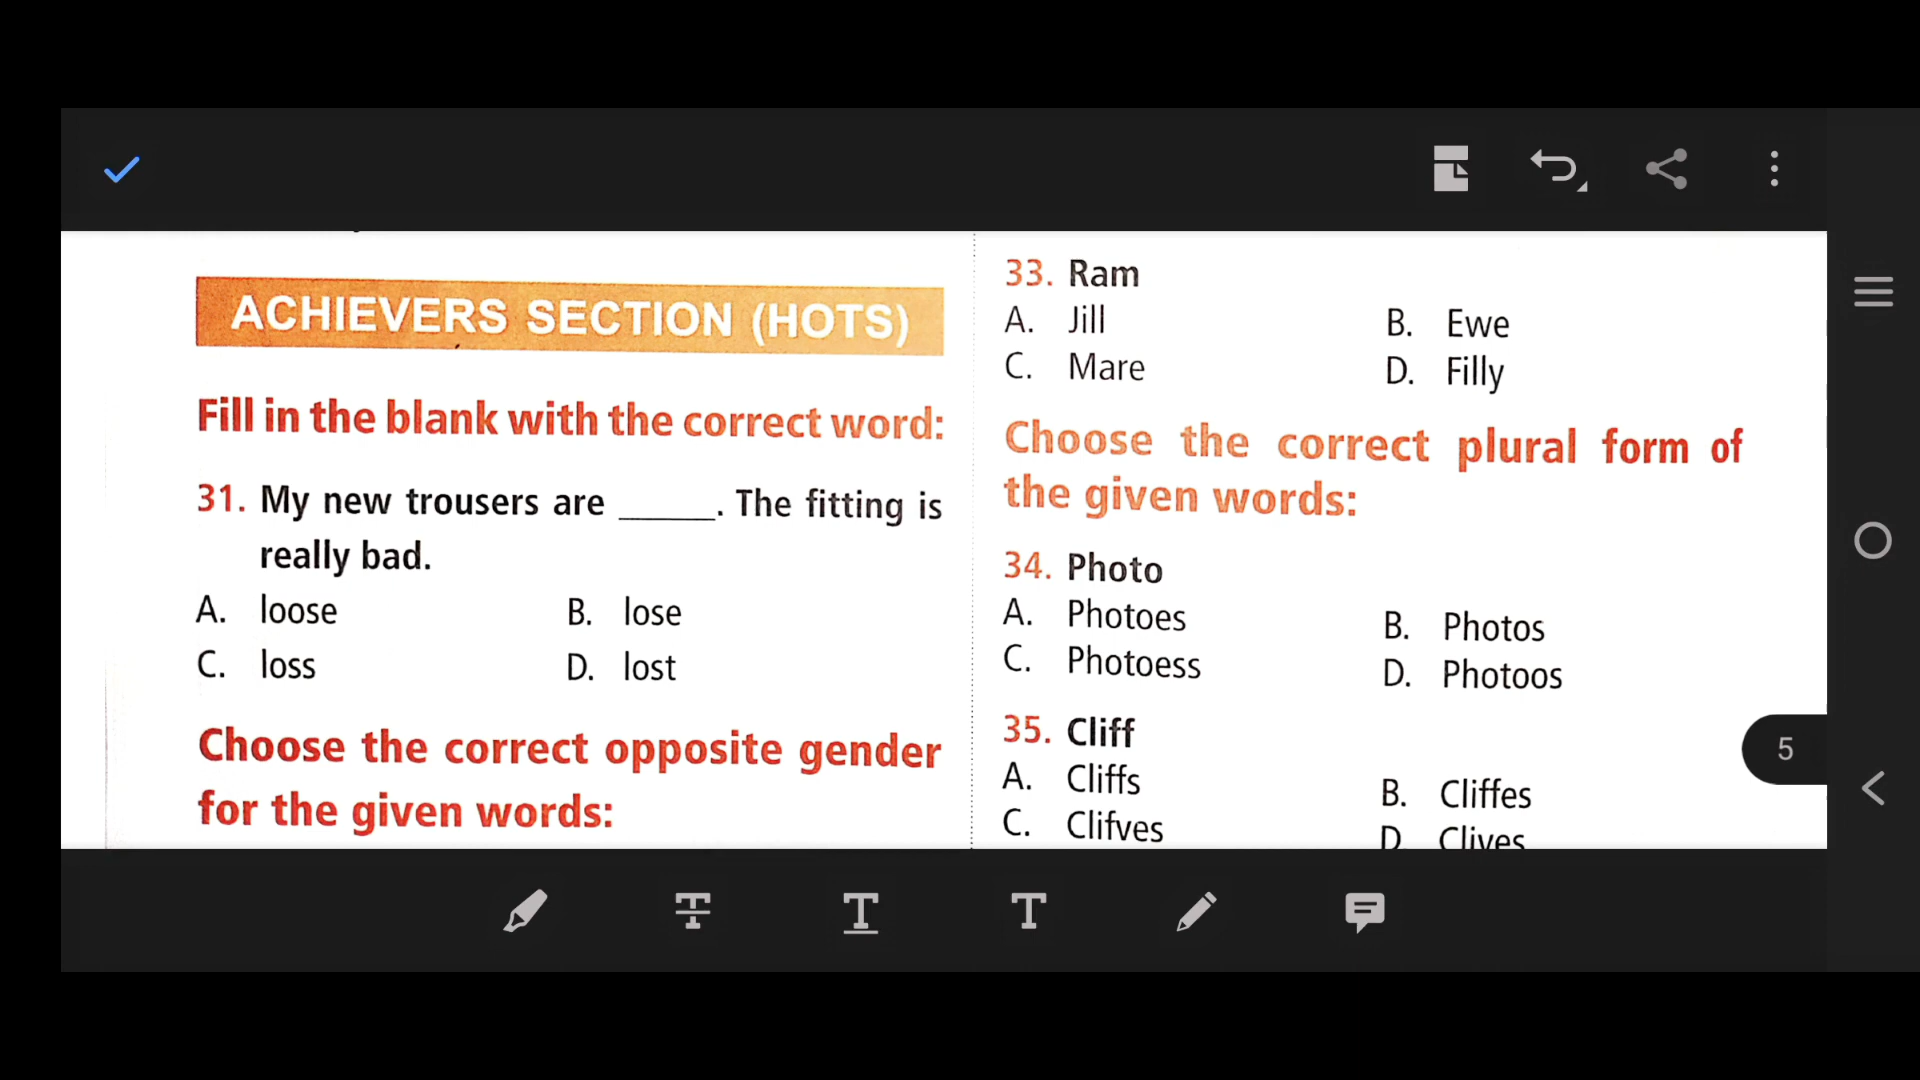 ACHIEVERS SECTION (HOTS)
Fill in the blank with the correct word:
31. My new trousers are _____. The fitting is
really bad.
A. loose B. lose
C. loss D. lost
Choose the correct opposite gender
for the given words:
33. Ram
A. Jill B. Ewe
C. Mare D. Filly
Choose the correct plural form of
the given words:
34. Photo
A. Photoes B. Photos
C. Photoess D. Photoos
35. Cliff
A. Cliffs B. Cliffes
C. Clifves D. Clives
5